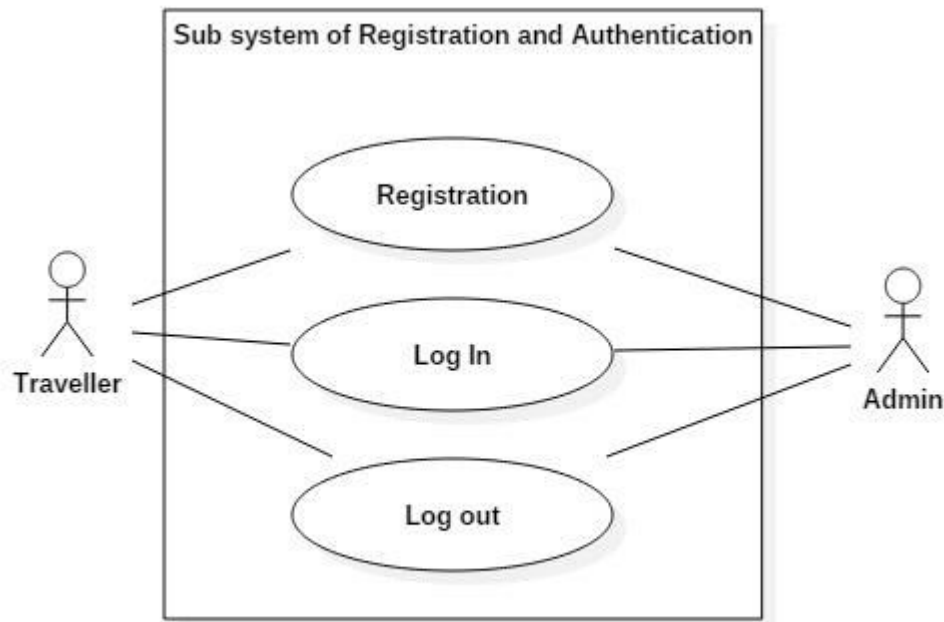 Sub system of Registration and Authentication
Registration
Log In
Traveller
Admin
Log out